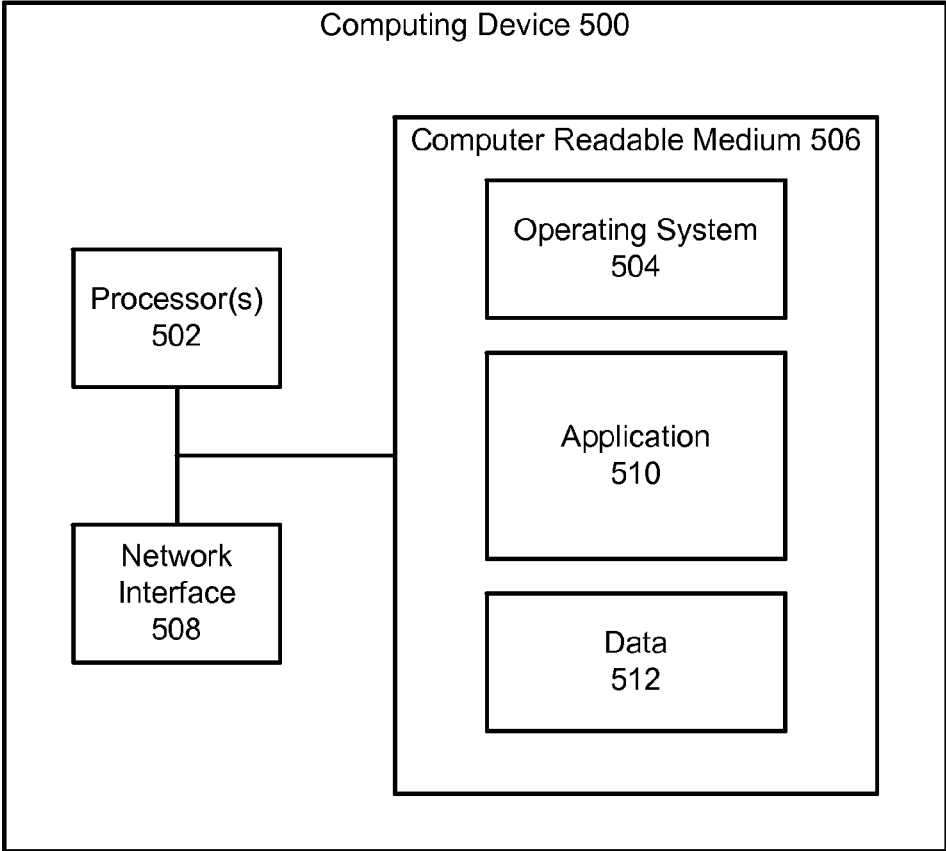 Computing Device 500
Computer Readable Medium 506
Operating System
504
Processor(s)
502
Application
510
Network
Interface
508
Data
512